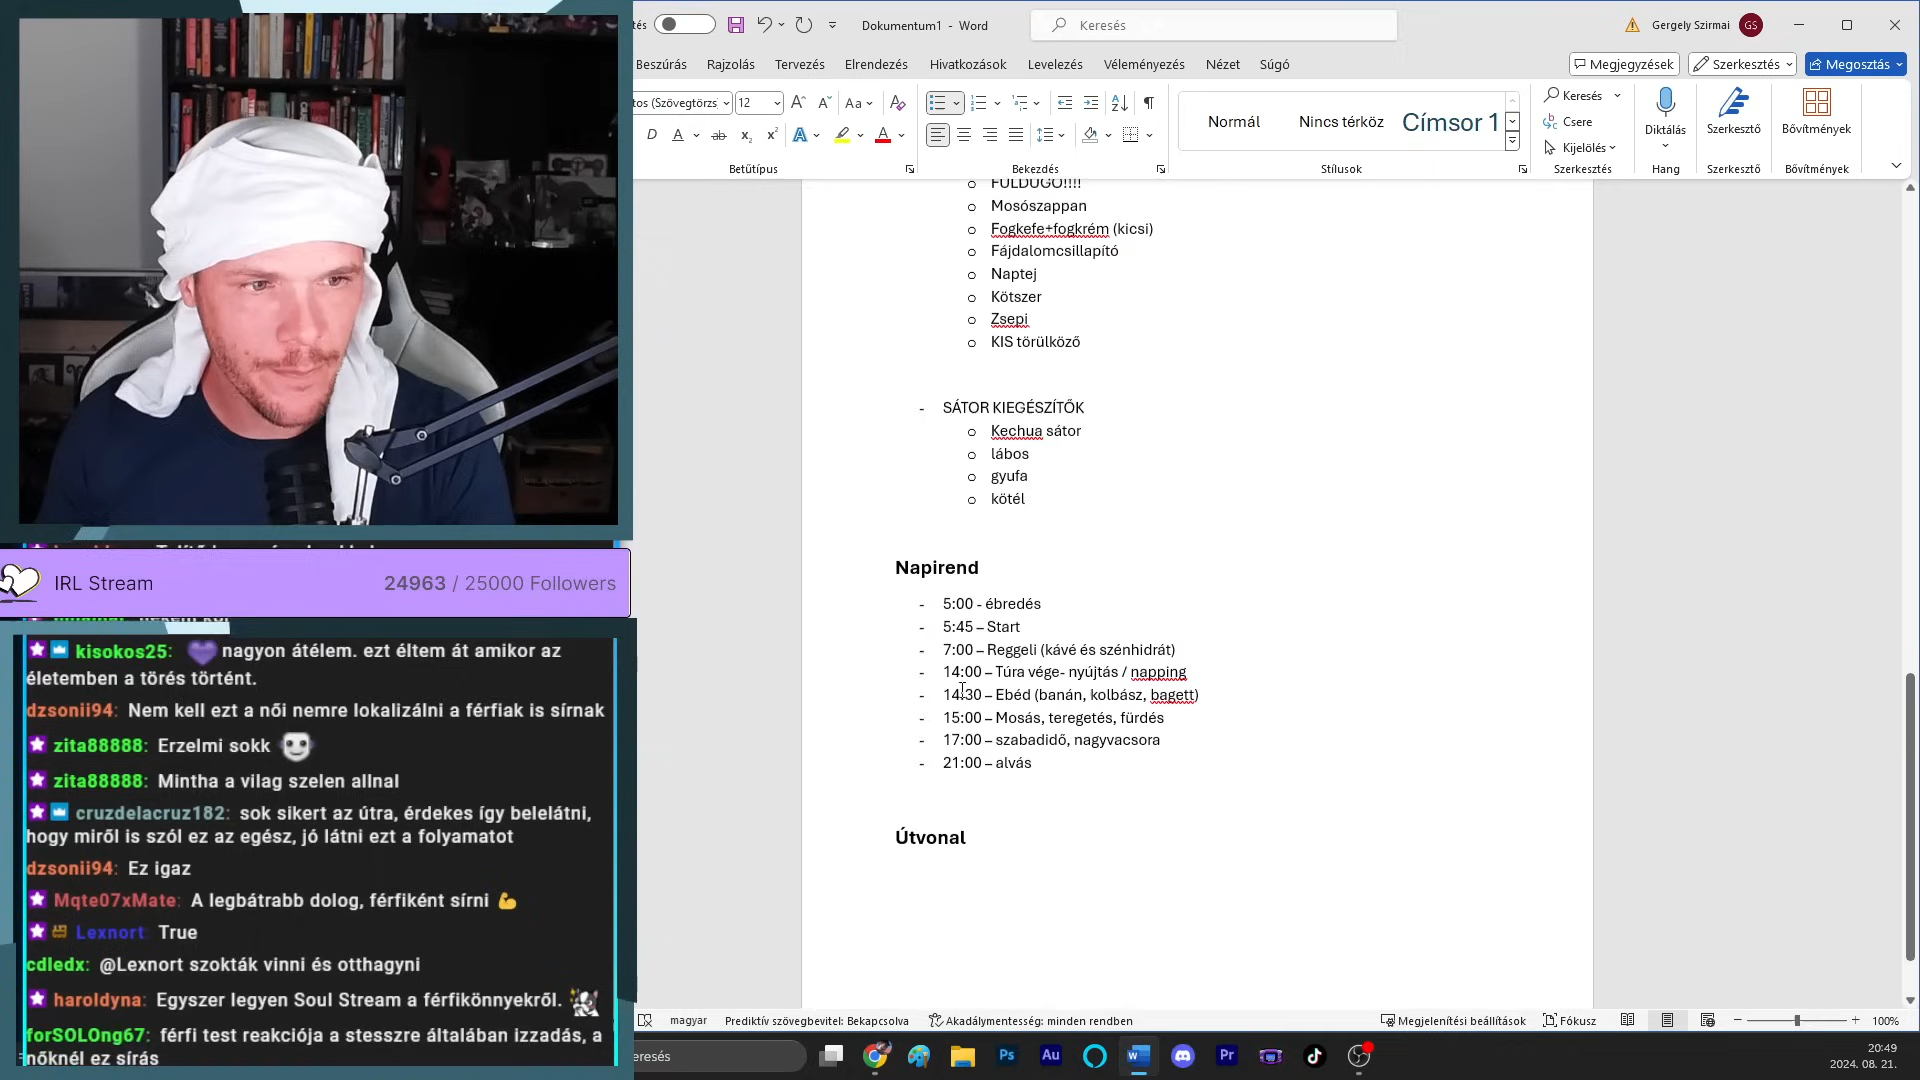 tés
Dokumentum1 - Word
Keresés
Gergely Szirmai
GS
Beszúrás
Rajzolás
Tervezés
Elrendezés
Hivatkozások
Levelezés
Véleményezés
Nézet
Súgó
Megjegyzések
Szerkesztés
Megosztás
tos (Szövegtörzs
12
Normál
Nincs térköz
Címsor 1
Keresés
Csere
Kijelölés
Diktálás
Szerkesztő
Bővítmények
Betűtípus
Bekezdés
Stílusok
Szerkesztés
Hang
Szerkesztő
Bővítmények
FÜLDUGÓ!!!!
o Mosószappan
o Fogkefe+fogkrém (kicsi)
o Fájdalomcsillapító
o Naptej
o Kötszer
o Zsepi
o KIS törülköző
- SÁTOR KIEGÉSZÍTŐK
o Kechua sátor
o lábos
o gyufa
o kötél
Napirend
- 5:00 - ébredés
- 5:45 – Start
- 7:00 – Reggeli (kávé és szénhidrát)
- 14:00 – Túra vége- nyújtás / napping
- 14:30 – Ebéd (banán, kolbász, bagett)
- 15:00 – Mosás, teregetés, fürdés
- 17:00 – szabadidő, nagyvacsora
- 21:00 – alvás
Útvonal
IRL Stream
24963 / 25000 Followers
kisokos25: nagyon átélem. ezt éltem át amikor az
életemben a törés történt.
dzsonii94: Nem kell ezt a női nemre lokalizálni a férfiak is sírnak
zita88888: Erzelmi sokk
zita88888: Mintha a vilag szelen allnal
cruzdelacruz182: sok sikert az útra, érdekes így belelátni,
hogy miről is szól ez az egész, jó látni ezt a folyamatot
dzsonii94: Ez igaz
Mqte07xMate: A legbátrabb dolog, férfiként sírni
Lexnort: True
cdledx: @Lexnort szokták vinni és otthagyni
haroldyna: Egyszer legyen Soul Stream a férfikönnyekről.
forSOLOng67: férfi test reakciója a stesszre általában izzadás, a
nőknél ez sírás
magyar
Prediktív szövegbevitel: Bekapcsolva
Akadálymentesség: minden rendben
Megjelenítési beállítások
Fókusz
100%
eresés
Ps
Au
Pr
20:49
2024. 08. 21.